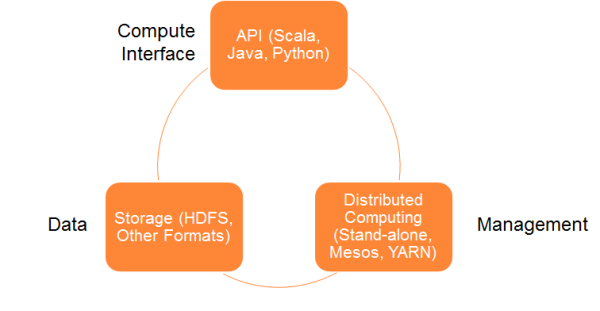 Compute
Interface
API (Scala,
Java, Python)
Data
Storage (HDFS,
Other Formats)
Distributed
Computing
(Stand-alone,
Mesos, YARN)
Management